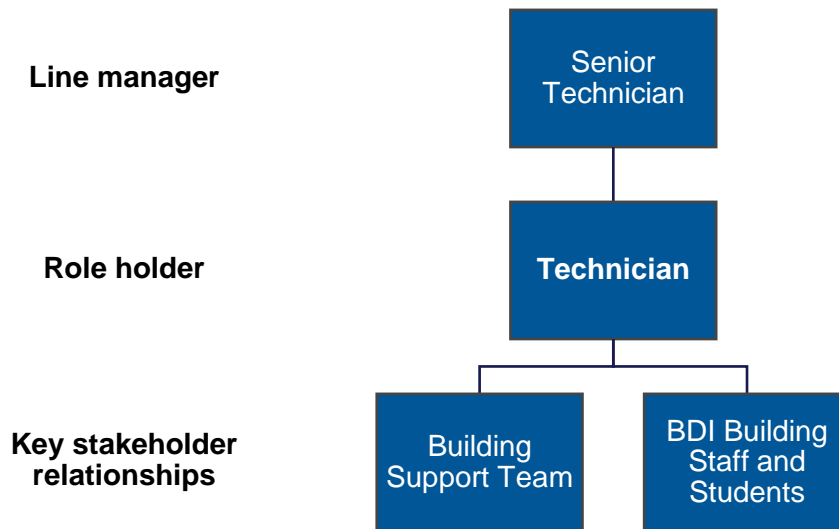 Line manager
Senior
Technician
Role holder
Technician
Key stakeholder
relationships
Building
Support Team
BDI Building
Staff and
Students